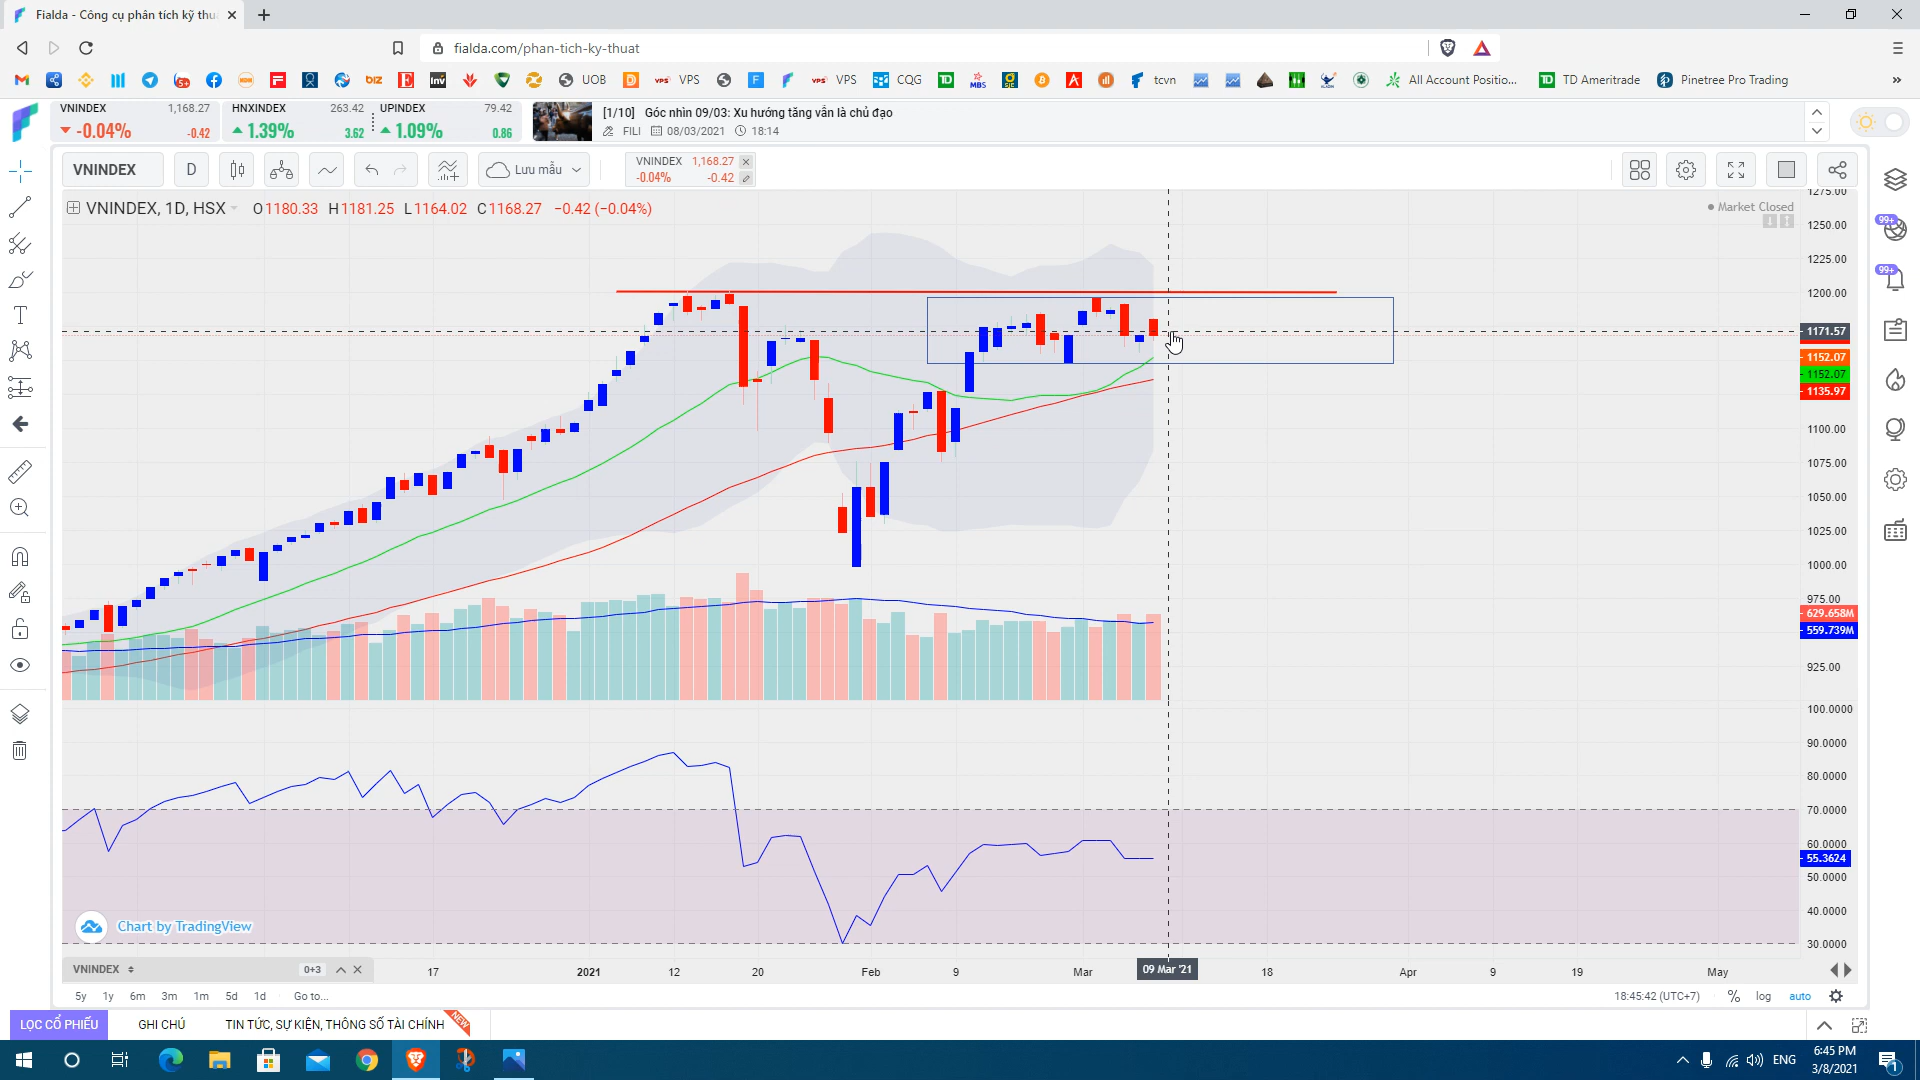 Fialda - Công cụ phân tích kỹ thu
fialda.com/phan-tich-ky-thuat
UOB
VPS
VPS
CQG
tcvn
All Account Positio...
TD Ameritrade
Pinetree Pro Trading
VNINDEX 1,168.27
-0.04% -0.42
HNXINDEX 263.42
1.39% 3.62
UPINDEX 79.42
1.09% 0.86
[1/10] Góc nhìn 09/03: Xu hướng tăng vẫn là chủ đạo
FILI 08/03/2021 18:14
VNINDEX
D
Lưu mẫu
VNINDEX 1,168.27
-0.04% -0.42
VNINDEX, 1D, HSX O1180.33 H1181.25 L1164.02 C1168.27 −0.42 (−0.04%)
Market Closed
99+
99+
1275.00
1250.00
1225.00
1200.00
1171.57
1152.07
1152.07
1135.97
1100.00
1075.00
1050.00
1025.00
1000.00
975.00
629.658M
559.739M
925.00
100.0000
90.0000
80.0000
70.0000
60.0000
55.3624
50.0000
40.0000
30.0000
Chart by TradingView
VNINDEX 0+3
17 2021 12 20 Feb 9 Mar 09 Mar '21 18 Apr 9 19 May
5y 1y 6m 3m 1m 5d 1d Go to...
18:45:42 (UTC+7) % log auto
LỌC CỔ PHIẾU
GHI CHÚ
TIN TỨC, SỰ KIỆN, THÔNG SỐ TÀI CHÍNH
NEW
ENG
6:45 PM
3/8/2021
1